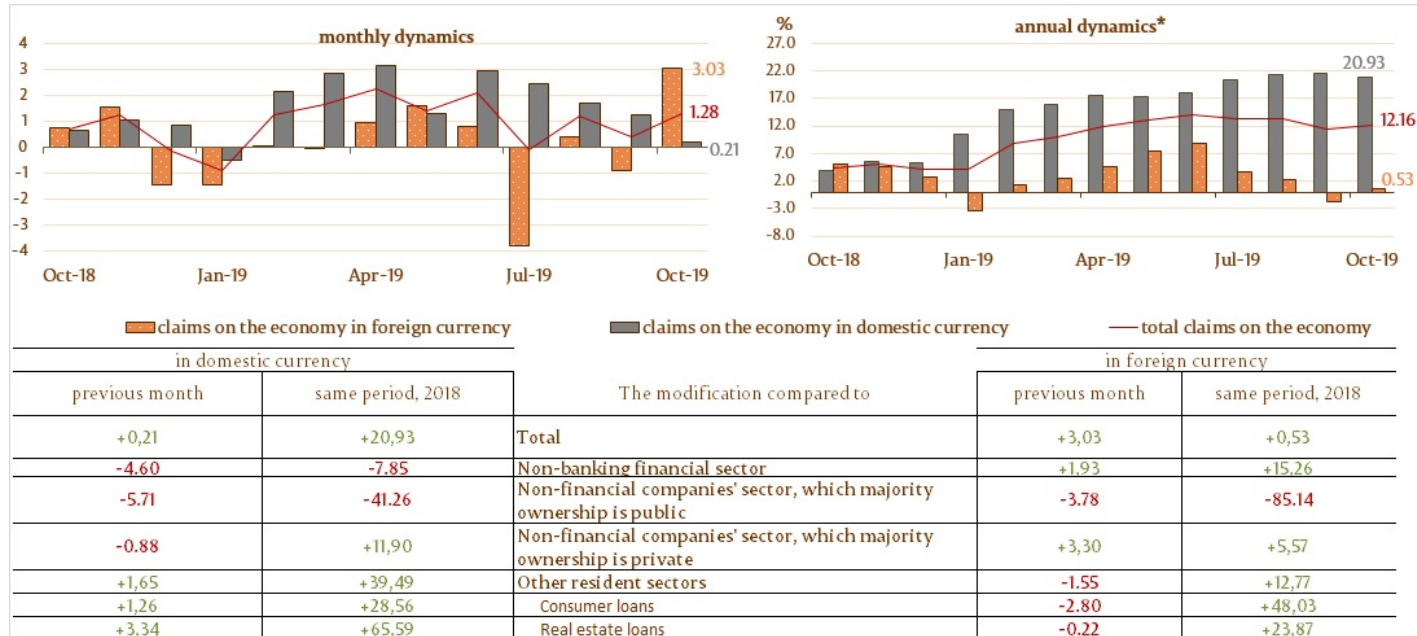 monthly dynamics
4
3
2
1
0
-1
-2
-3
-4
3.03
1.28
0.21
Oct-18 Jan-19 Apr-19 Jul-19 Oct-19
annual dynamics*
%
27.0
22.0
17.0
12.0
7.0
2.0
-3.0
-8.0
20.93
12.16
0.53
Oct-18 Jan-19 Apr-19 Jul-19 Oct-19
claims on the economy in foreign currency claims on the economy in domestic currency total claims on the economy
in domestic currency in foreign currency
previous month same period, 2018 The modification compared to previous month same period, 2018
+0,21 +20,93 Total +3,03 +0,53
-4.60 -7.85 Non-banking financial sector +1,93 +15,26
-5.71 -41.26 Non-financial companies' sector, which majority
ownership is public -3.78 -85.14
-0.88 +11,90 Non-financial companies' sector, which majority
ownership is private +3,30 +5,57
+1,65 +39,49 Other resident sectors -1.55 +12,77
+1,26 +28,56 Consumer loans -2.80 +48,03
+3,34 +65,59 Real estate loans -0.22 +23,87